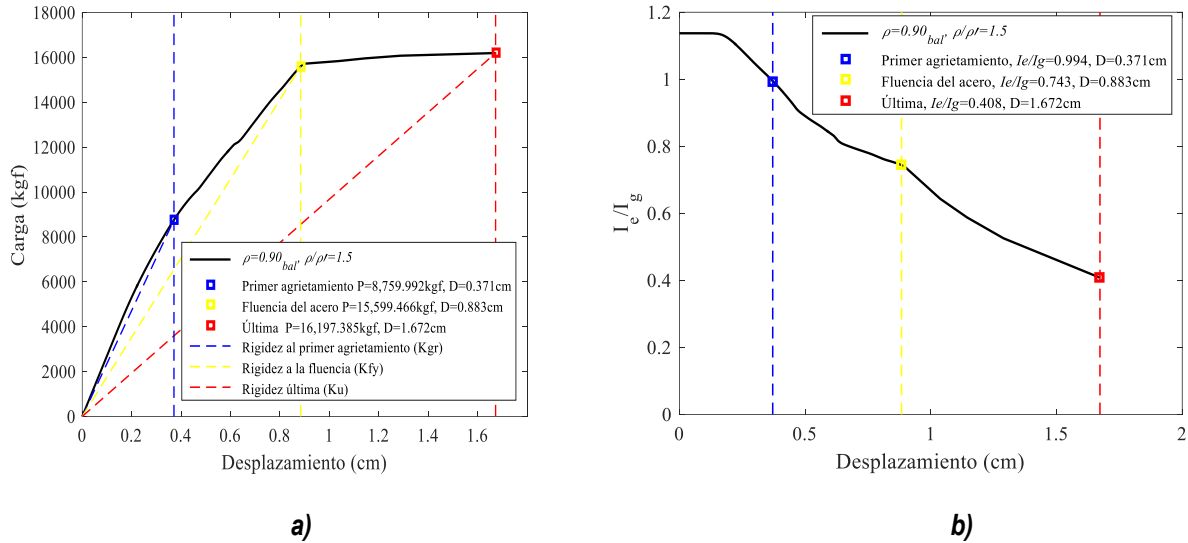 18000
16000
14000
12000
10000
8000
6000
4000
2000
0
Carga (kgf)
ρ=0.90bal, ρ/ρ′=1.5
Primer agrietamiento P=8,759.992kgf, D=0.371cm
Fluencia del acero P=15,599.466kgf, D=0.883cm
Última P=16,197.385kgf, D=1.672cm
Rigidez al primer agrietamiento (Kgr)
Rigidez a la fluencia (Kfy)
Rigidez última (Ku)
0 0.2 0.4 0.6 0.8 1 1.2 1.4 1.6
Desplazamiento (cm)
a)
1.2
1
0.8
0.6
0.4
0.2
0
I_e/I_g
ρ=0.90bal, ρ/ρ′=1.5
Primer agrietamiento, Ie/Ig=0.994, D=0.371cm
Fluencia del acero, Ie/Ig=0.743, D=0.883cm
Última, Ie/Ig=0.408, D=1.672cm
0 0.5 1 1.5 2
Desplazamiento (cm)
b)